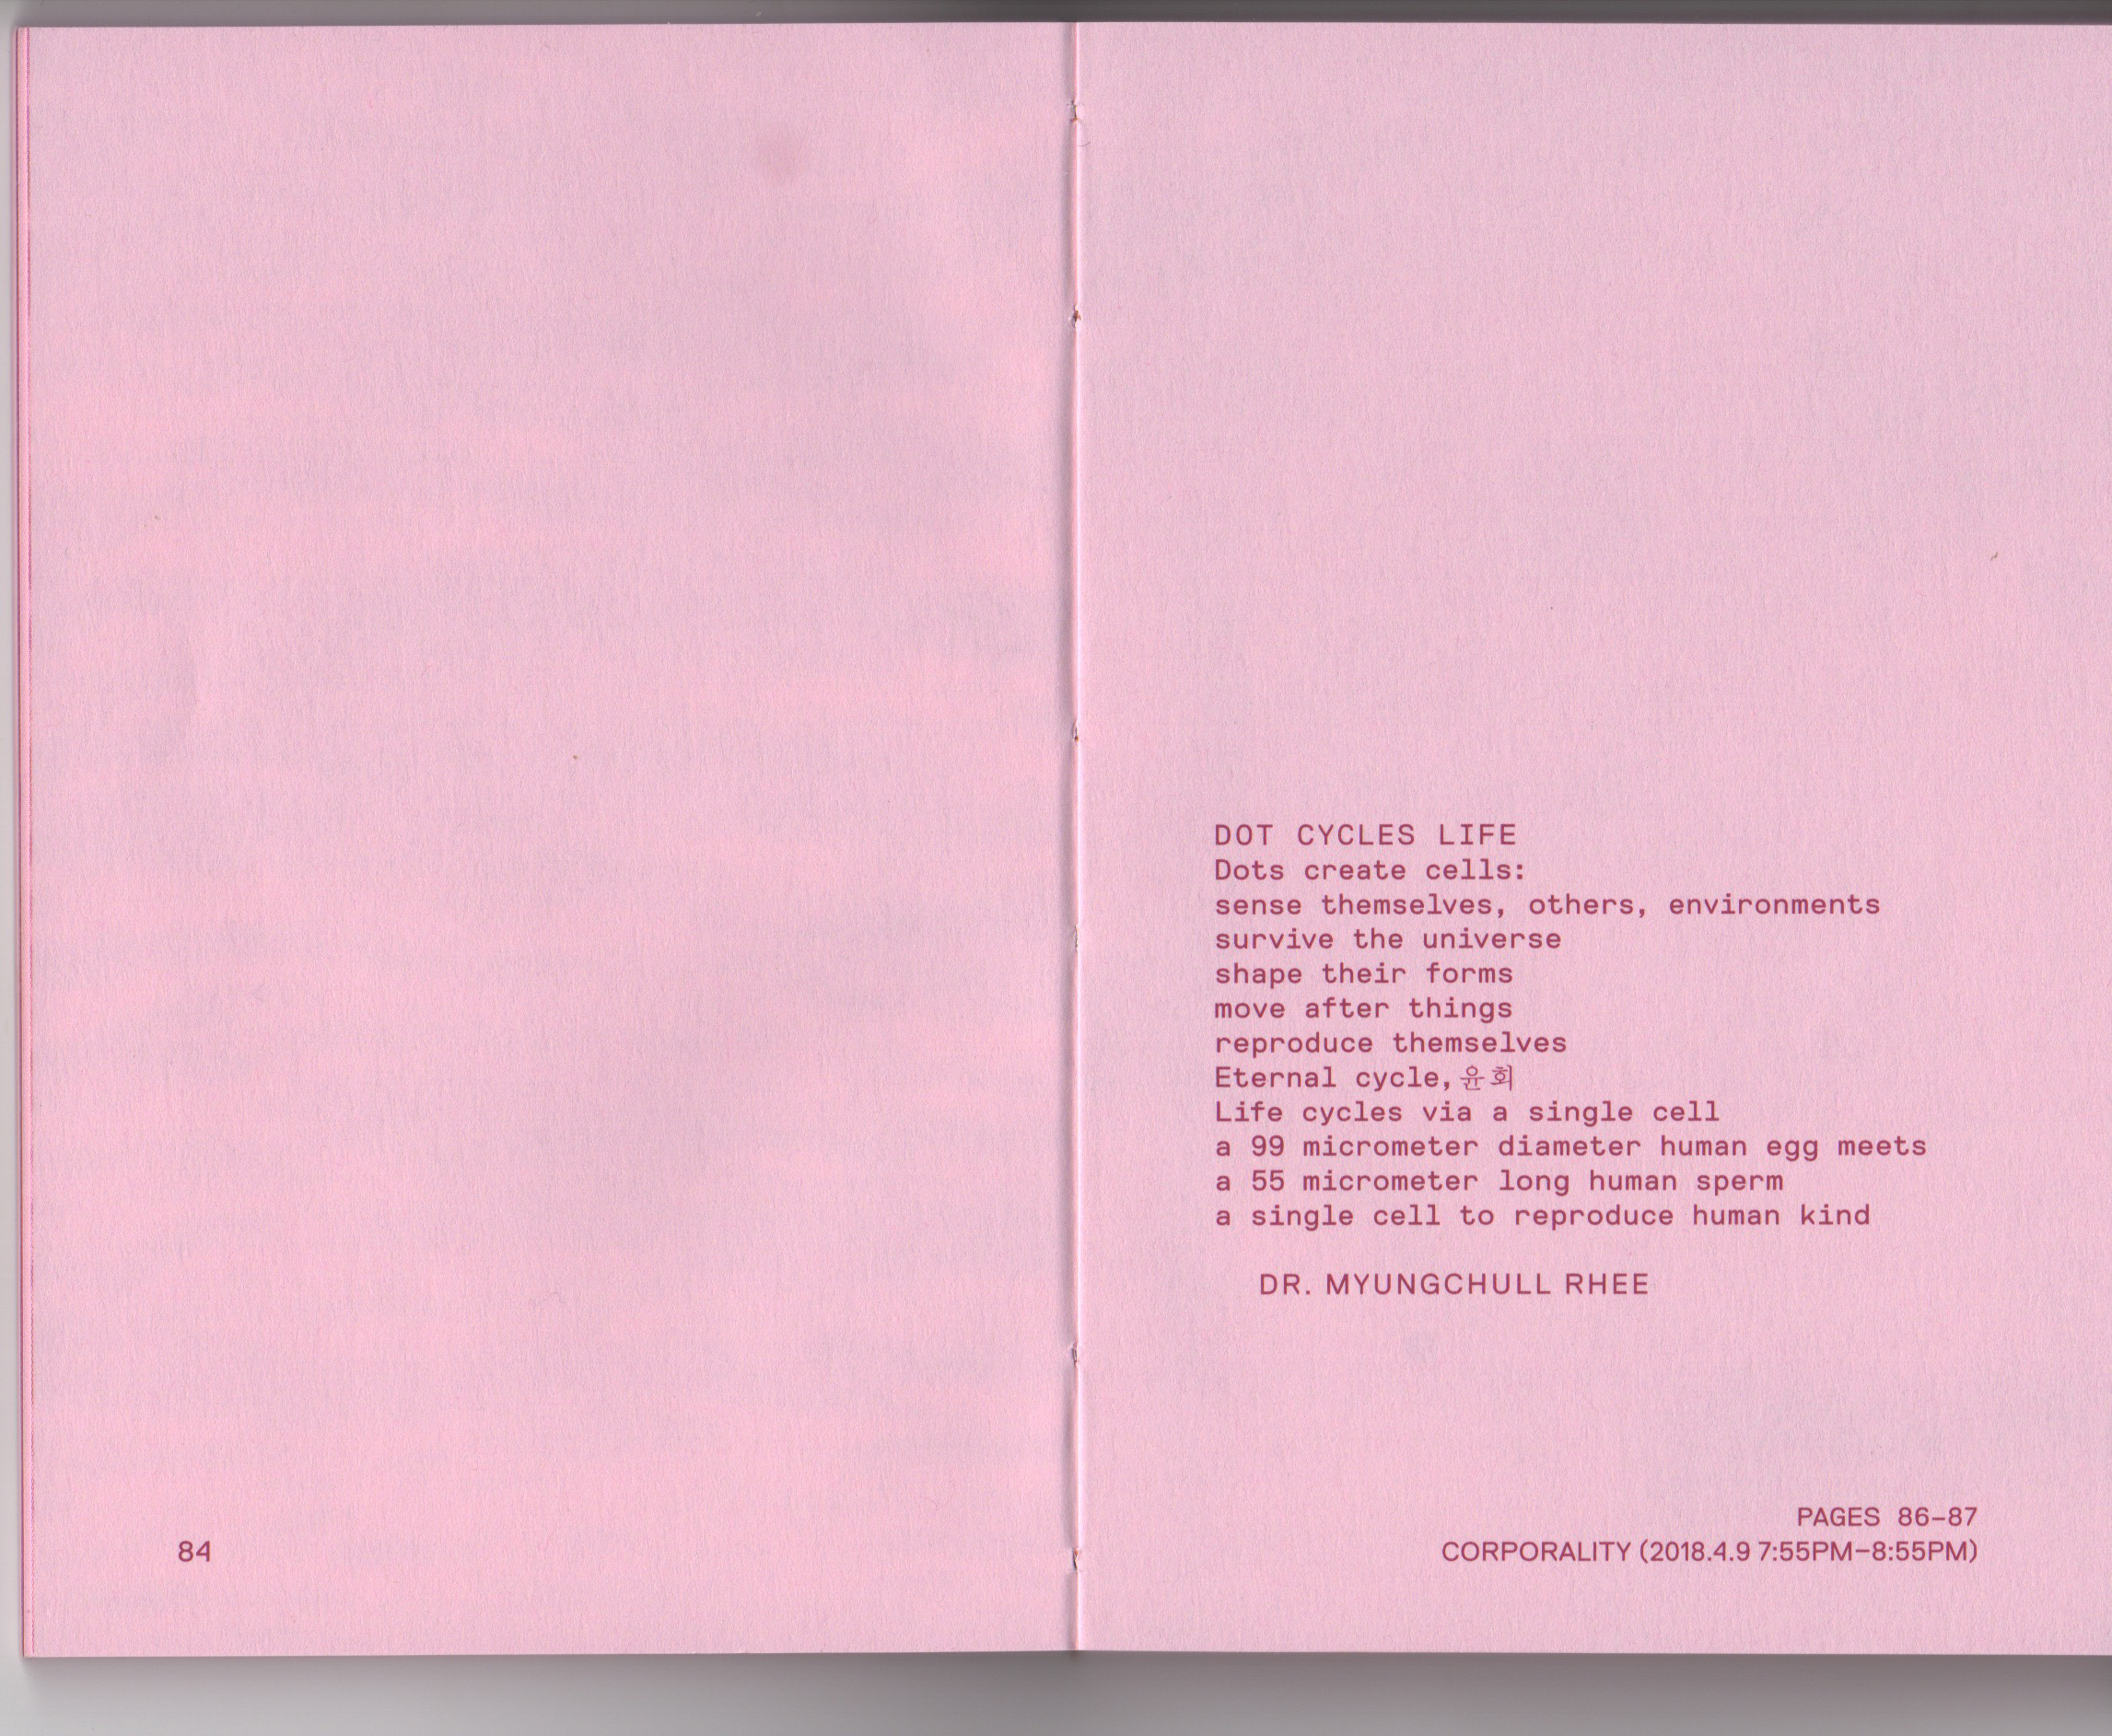 84
DOT CYCLES LIFE
Dots create cells:
sense themselves, others, environments
survive the universe
shape their forms
move after things
reproduce themselves
Eternal cycle,윤회
Life cycles via a single cell
a 99 micrometer diameter human egg meets
a 55 micrometer long human sperm
a single cell to reproduce human kind
DR. MYUNGCHULL RHEE
PAGES 86–87
CORPORALITY (2018.4.9 7:55PM–8:55PM)